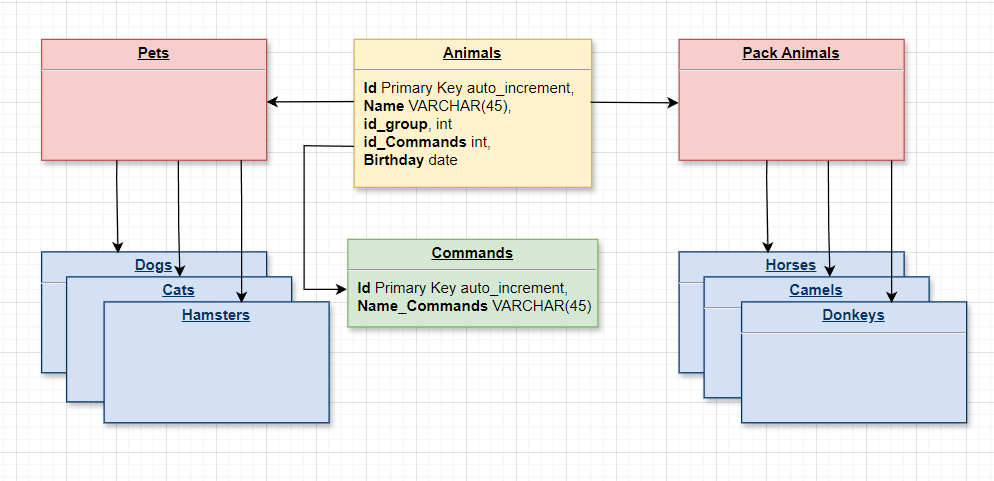 Pets
Animals
Id Primary Key auto_increment,
Name VARCHAR(45),
id_group, int
id_Commands int,
Birthday date
Pack Animals
Commands
Id Primary Key auto_increment,
Name_Commands VARCHAR(45)
Dogs
Cats
Hamsters
Horses
Camels
Donkeys